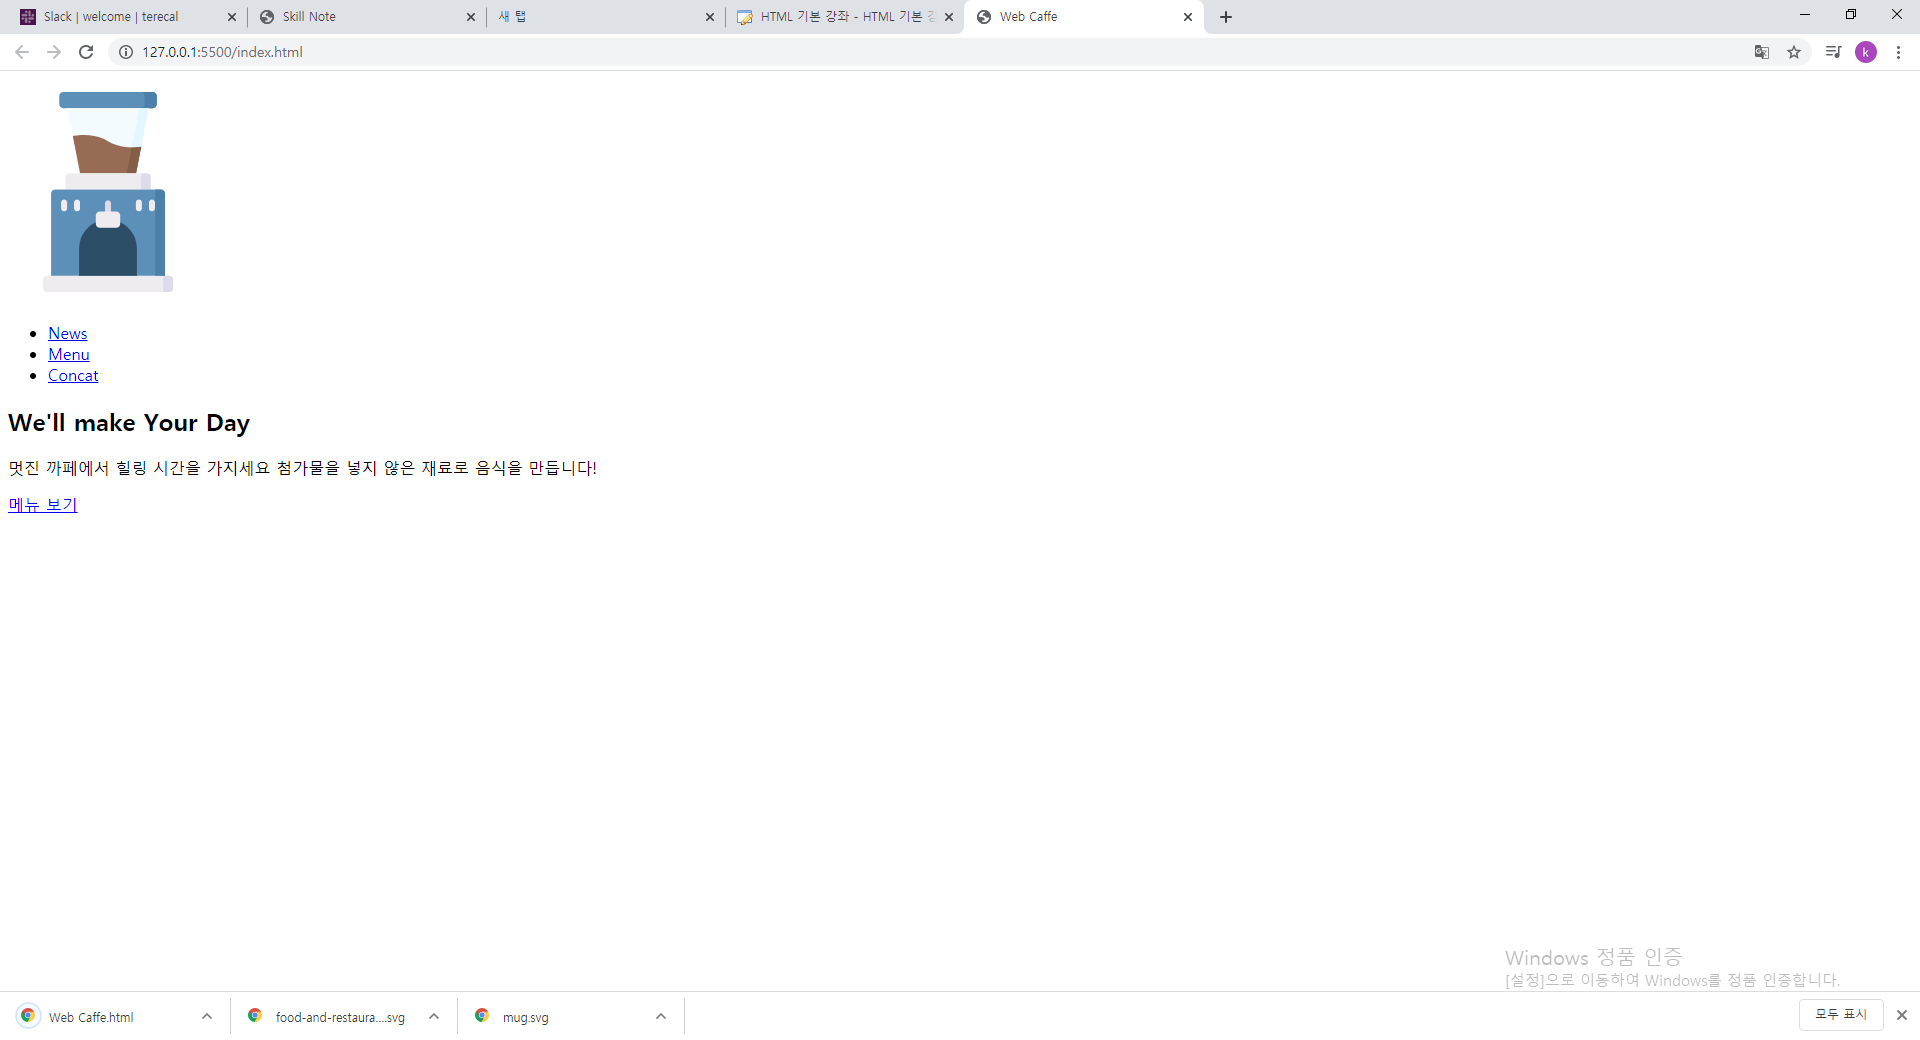 Slack | welcome | terecal
Skill Note
새 탭
HTML 기본 강좌 - HTML 기본
Web Caffe
127.0.0.1:5500/index.html
k
News
Menu
Concat
We'll make Your Day
멋진 까페에서 힐링 시간을 가지세요 첨가물을 넣지 않은 재료로 음식을 만듭니다!
메뉴 보기
Windows 정품 인증
[설정]으로 이동하여 Windows를 정품 인증합니다.
Web Caffe.html
food-and-restaura....svg
mug.svg
모두 표시